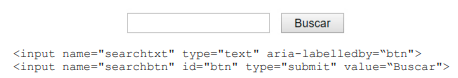 Buscar
<input name="searchtxt" type="text" aria-labelledby=“btn">
<input name="searchbtn" id="btn" type="submit" value=“Buscar">